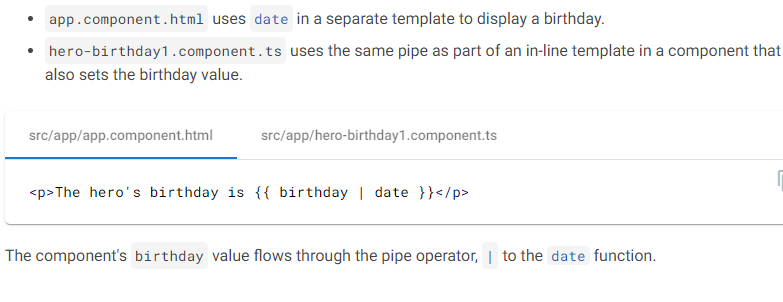 app.component.html uses date in a separate template to display a birthday.
hero-birthday1.component.ts uses the same pipe as part of an in-line template in a component that
also sets the birthday value.
src/app/app.component.html src/app/hero-birthday1.component.ts
<p>The hero's birthday is {{ birthday | date }}</p>
The component's birthday value flows through the pipe operator, | to the date function.